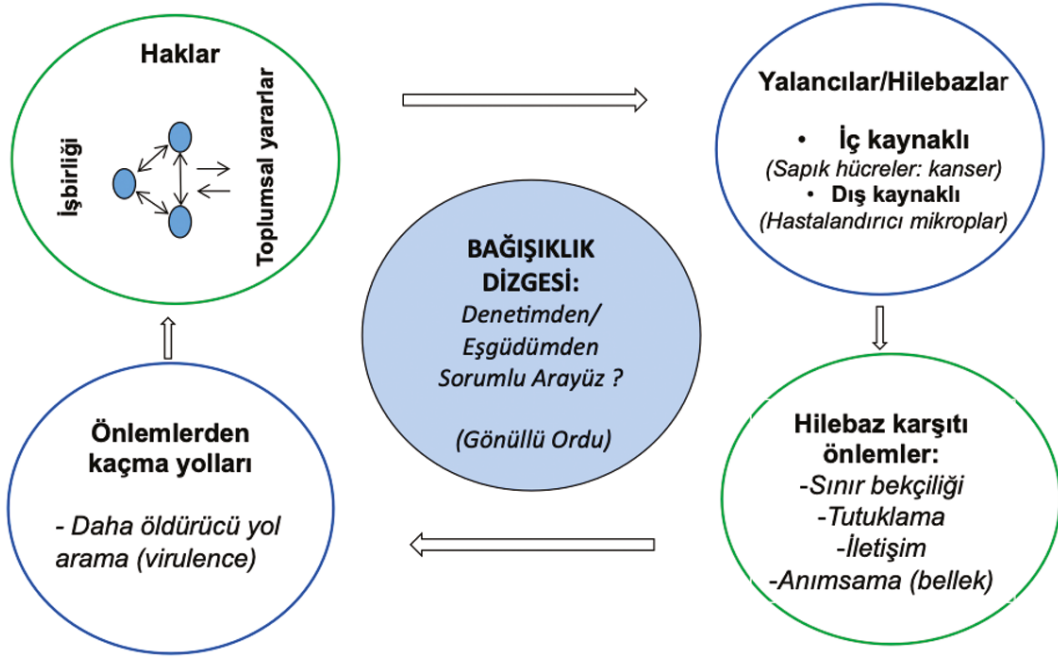 Haklar
İşbirliği
Toplumsal yararlar
Yalancılar/Hilebazlar
• İç kaynaklı
(Sapık hücreler: kanser)
• Dış kaynaklı
(Hastalandırıcı mikroplar)
BAĞIŞIKLIK
DİZGESİ:
Denetimden/
Eşgüdümden
Sorumlu Arayüz ?
(Gönüllü Ordu)
Hilebaz karşıtı
önlemler:
-Sınır bekçiliği
-Tutuklama
-İletişim
-Anımsama (bellek)
Önlemlerden
kaçma yolları
- Daha öldürücü yol
arama (virulence)